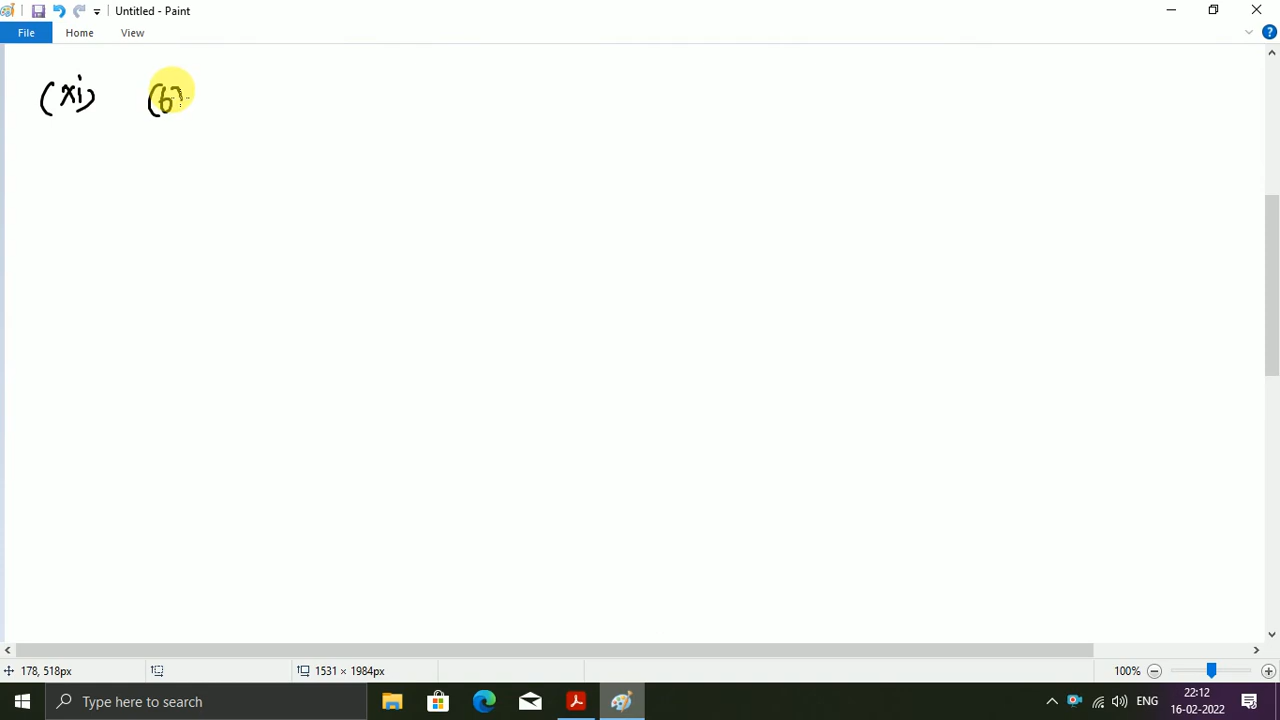 Untitled - Paint
File Home View
(xi) (6)
178, 518px 1531 × 1984px 100%
Type here to search ENG 22:12
16-02-2022